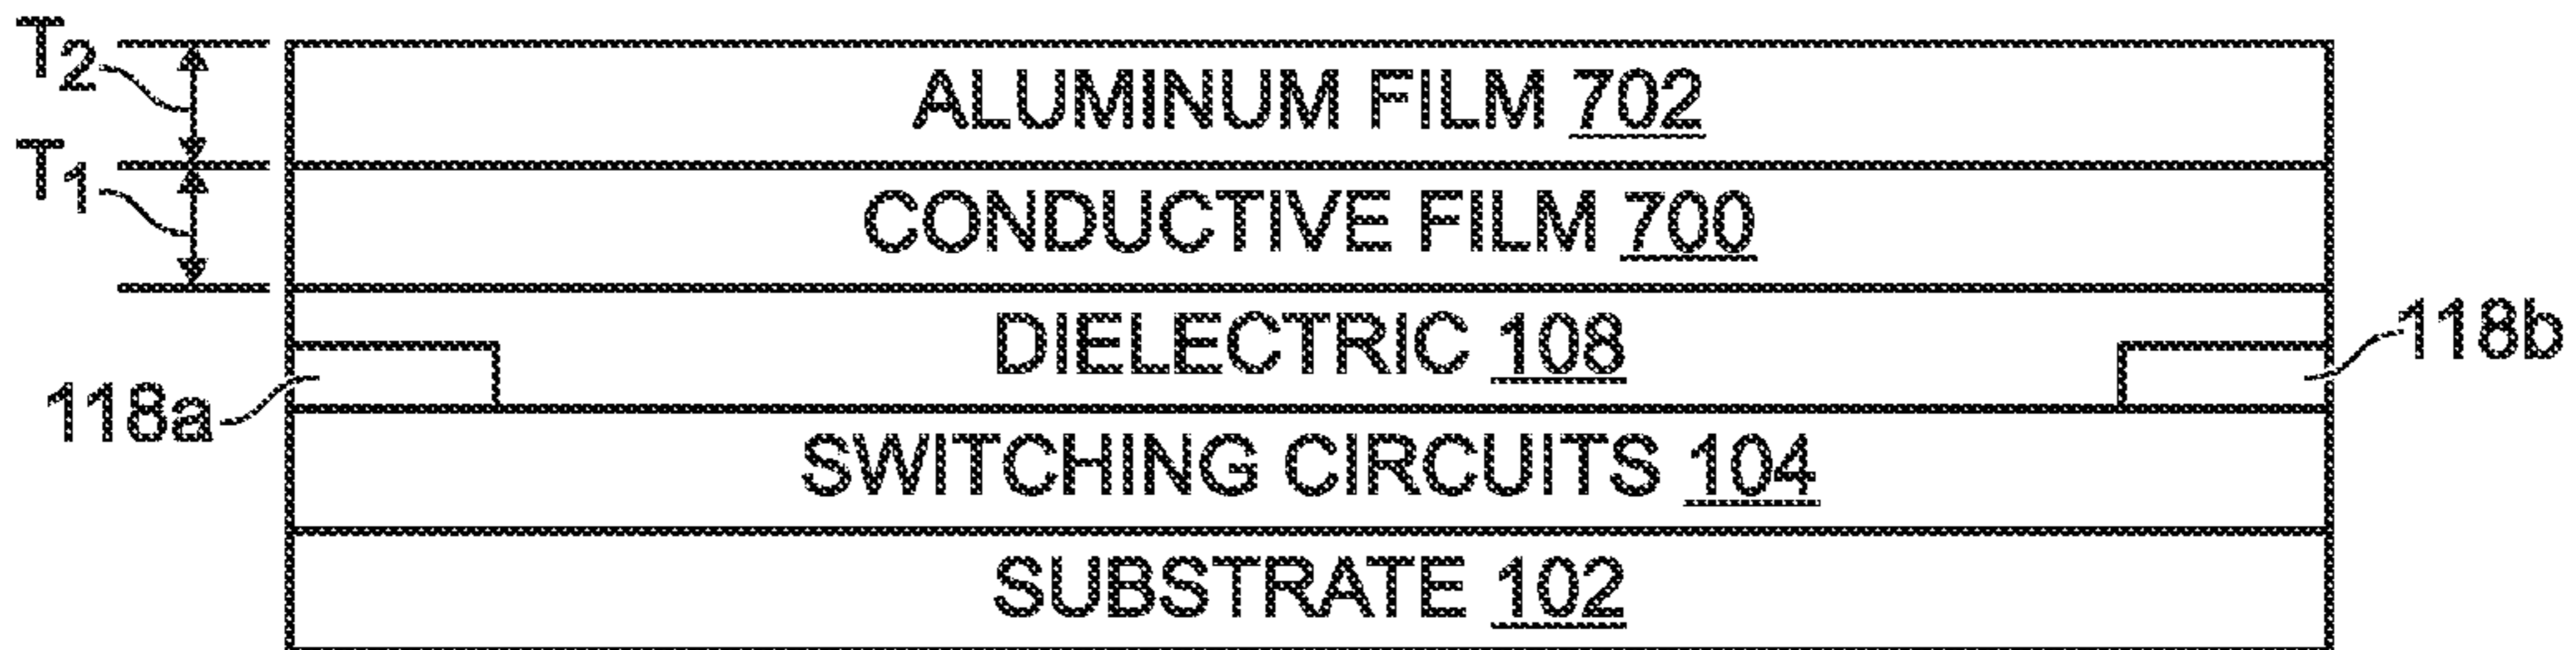 T2
ALUMINUM FILM 702
T1
CONDUCTIVE FILM 700
DIELECTRIC 108
118b
118a
SWITCHING CIRCUITS 104
SUBSTRATE 102